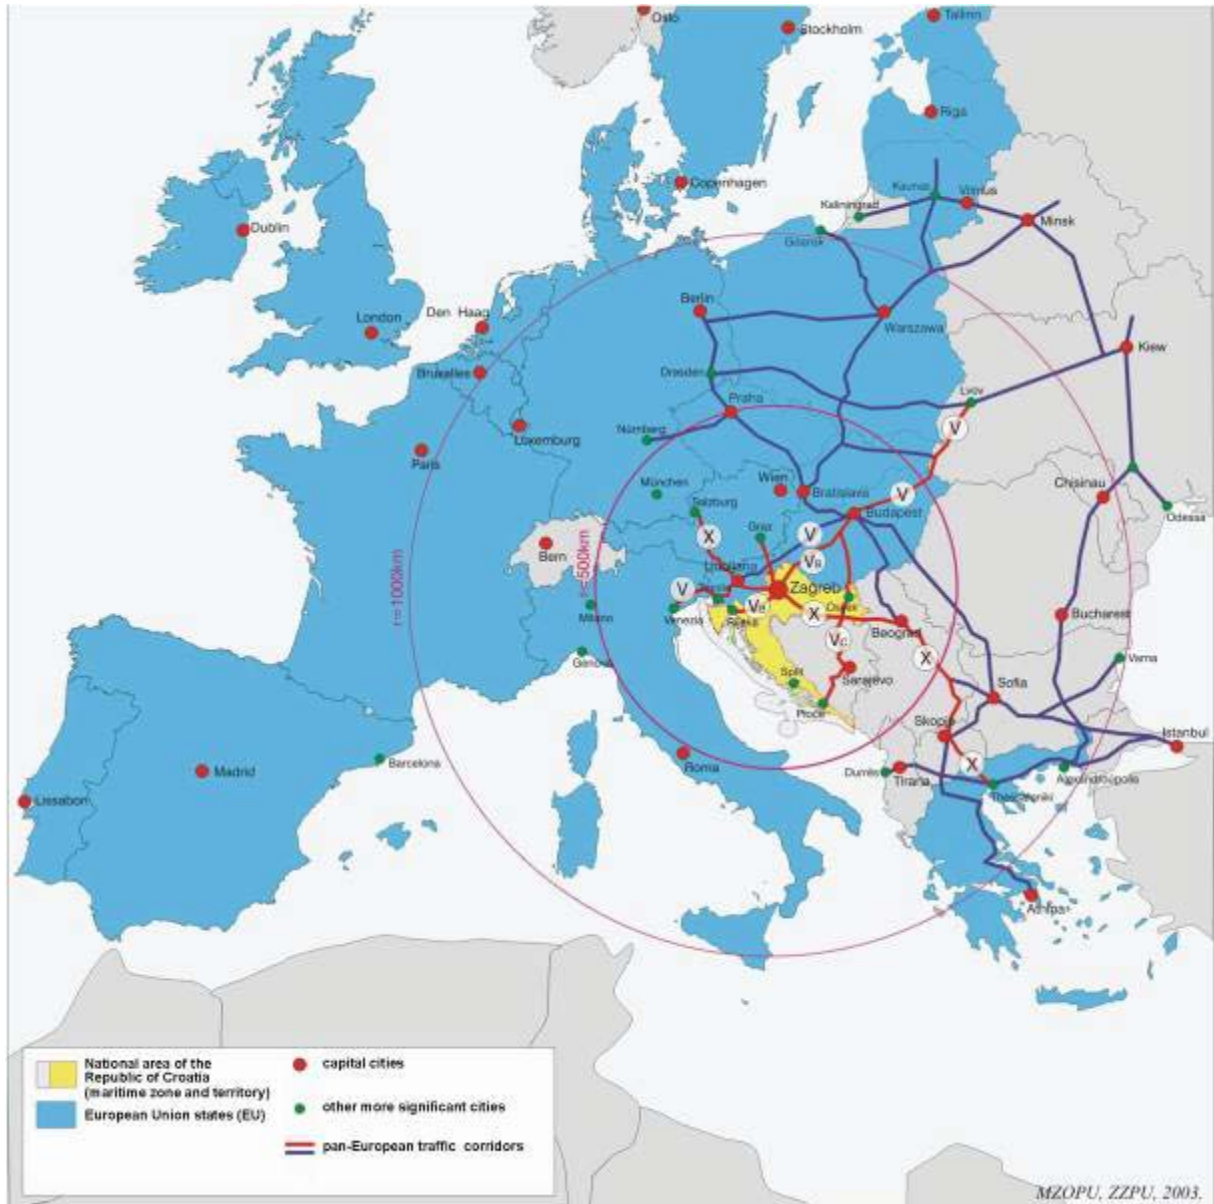 Oslo
Stockholm
Tallinn
Riga
Copenhagen
Kaunas
Vilnius
Kaliningrad
Minsk
Gdansk
Dublin
London
Den Haag
Berlin
Warszawa
Kiew
Bruxelles
Dresden
Praha
Lvov
V
Luxemburg
Nürnberg
Paris
München
Wien
Bratislava
V
Chisinau
Salzburg
Budapest
Odessa
Graz
X
V
Bern
r=1000km
r=500km
Ljubljana
VB
V
Zagreb
Milano
Venezia
Rijeka
VB
X
Osijek
Beograd
Bucharest
VC
X
Genova
Sarajevo
Varna
Split
Sofia
Ploče
Skopje
Istanbul
Roma
X
Barcelona
Madrid
Durrës
Tirana
Alexandroúpolis
Thessaloniki
Lissabon
National area of the
Republic of Croatia
(maritime zone and territory)
European Union states (EU)
capital cities
other more significant cities
pan-European traffic corridors
MZOPU, ZZPU, 2003.